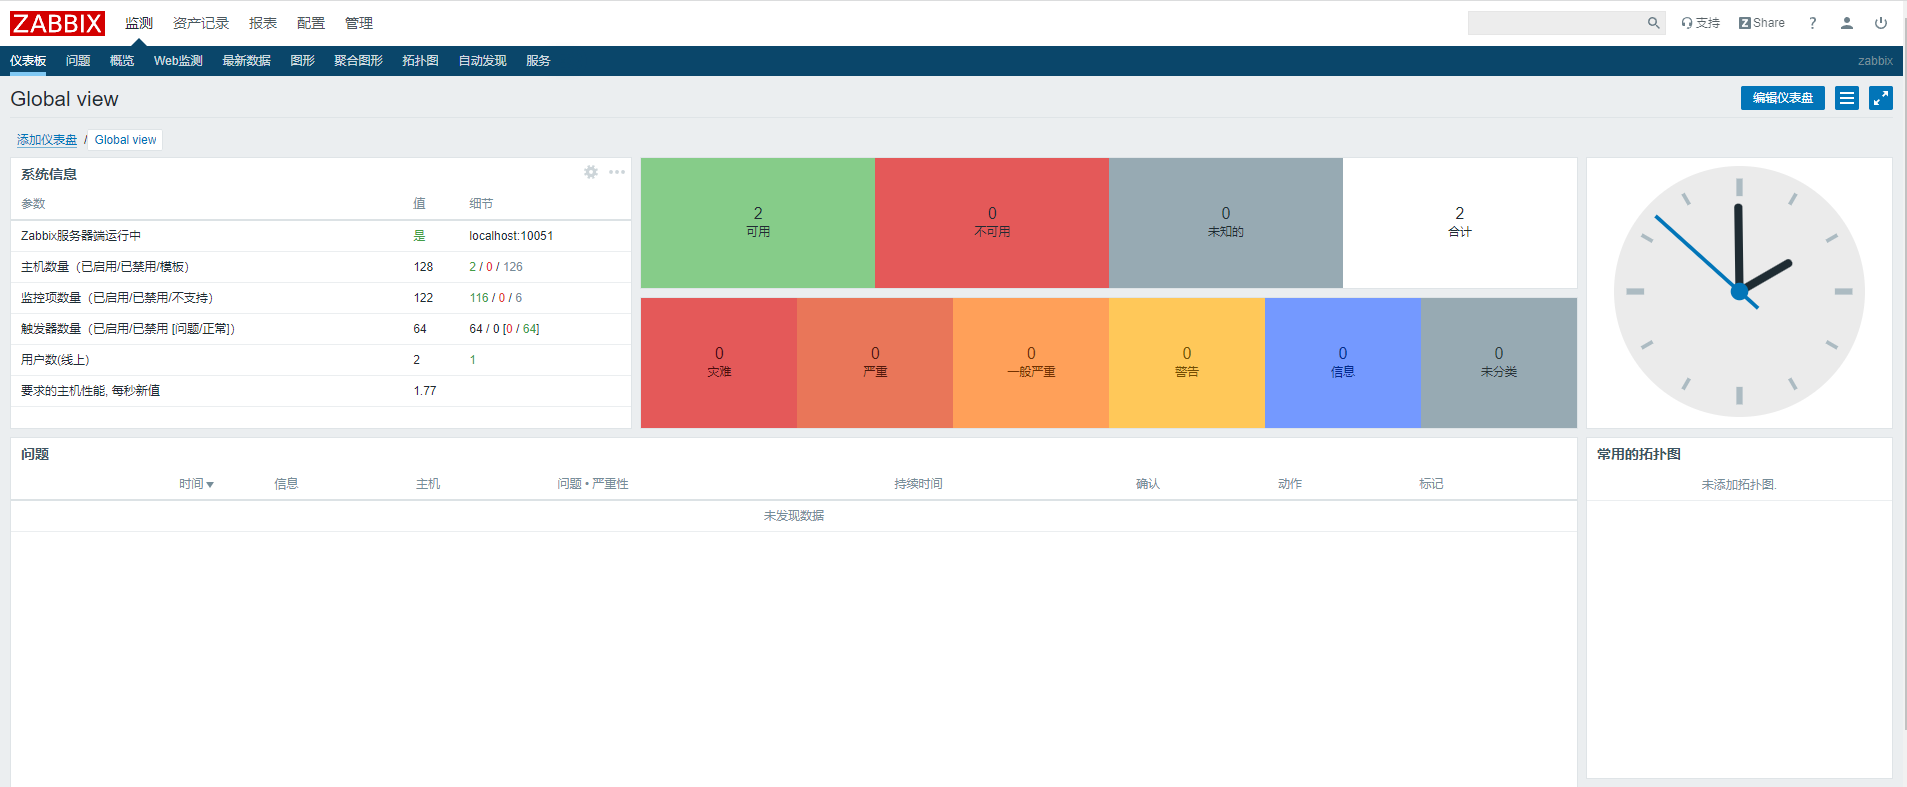 ZABBIX 监测 资产记录 报表 配置 管理 支持 Z Share ?
仪表板 问题 概览 Web监测 最新数据 图形 聚合图形 拓扑图 自动发现 服务 zabbix
Global view 编辑仪表盘
添加仪表盘 / Global view
系统信息
参数 值 细节
Zabbix服务器端运行中 是 localhost:10051
主机数量（已启用/已禁用/模板） 128 2 / 0 / 126
监控项数量（已启用/已禁用/不支持） 122 116 / 0 / 6
触发器数量（已启用/已禁用 [问题/正常]） 64 64 / 0 [0 / 64]
用户数(线上) 2 1
要求的主机性能, 每秒新值 1.77
2 0 0 2
可用 不可用 未知的 合计
0 0 0 0 0 0
灾难 严重 一般严重 警告 信息 未分类
问题
时间 信息 主机 问题 • 严重性 持续时间 确认 动作 标记
未发现数据
常用的拓扑图
未添加拓扑图.